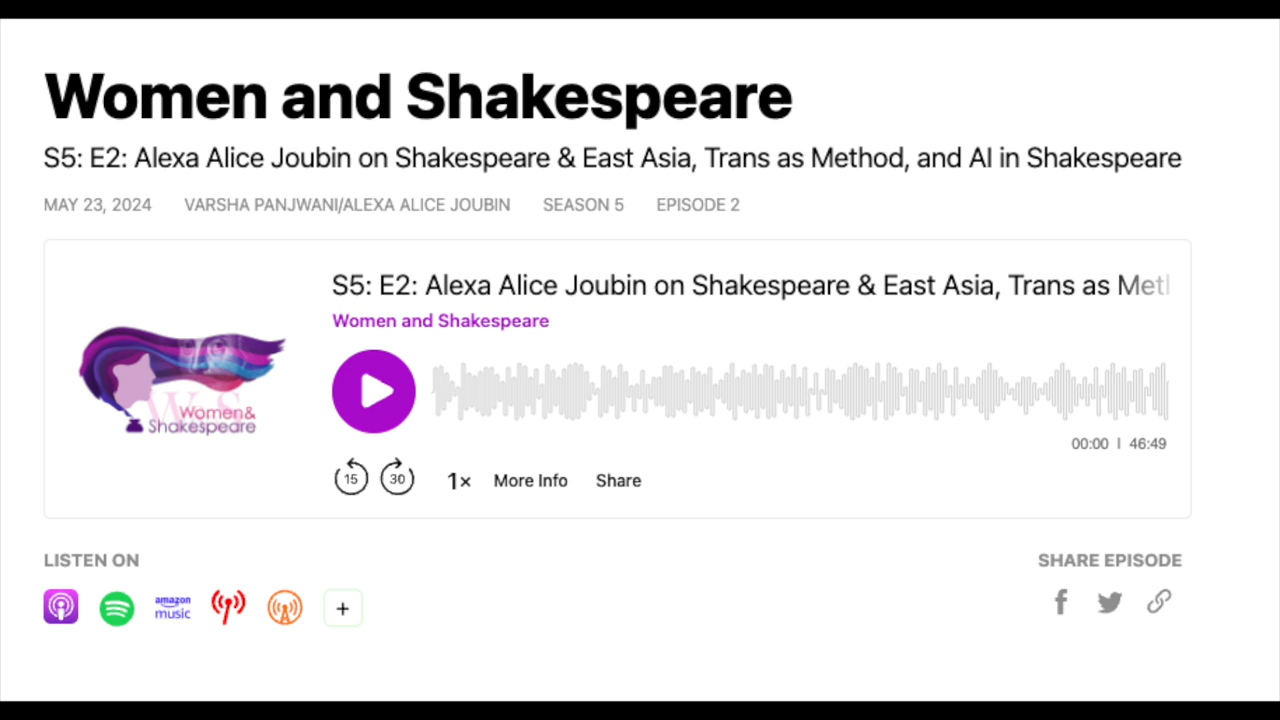 Women and Shakespeare
S5: E2: Alexa Alice Joubin on Shakespeare & East Asia, Trans as Method, and AI in Shakespeare
MAY 23, 2024 VARSHA PANJWANI/ALEXA ALICE JOUBIN SEASON 5 EPISODE 2
S5: E2: Alexa Alice Joubin on Shakespeare & East Asia, Trans as Met
Women and Shakespeare
W S
Women&
Shakespeare
00:00 | 46:49
15 30 1× More Info Share
LISTEN ON SHARE EPISODE
amazon
music
+